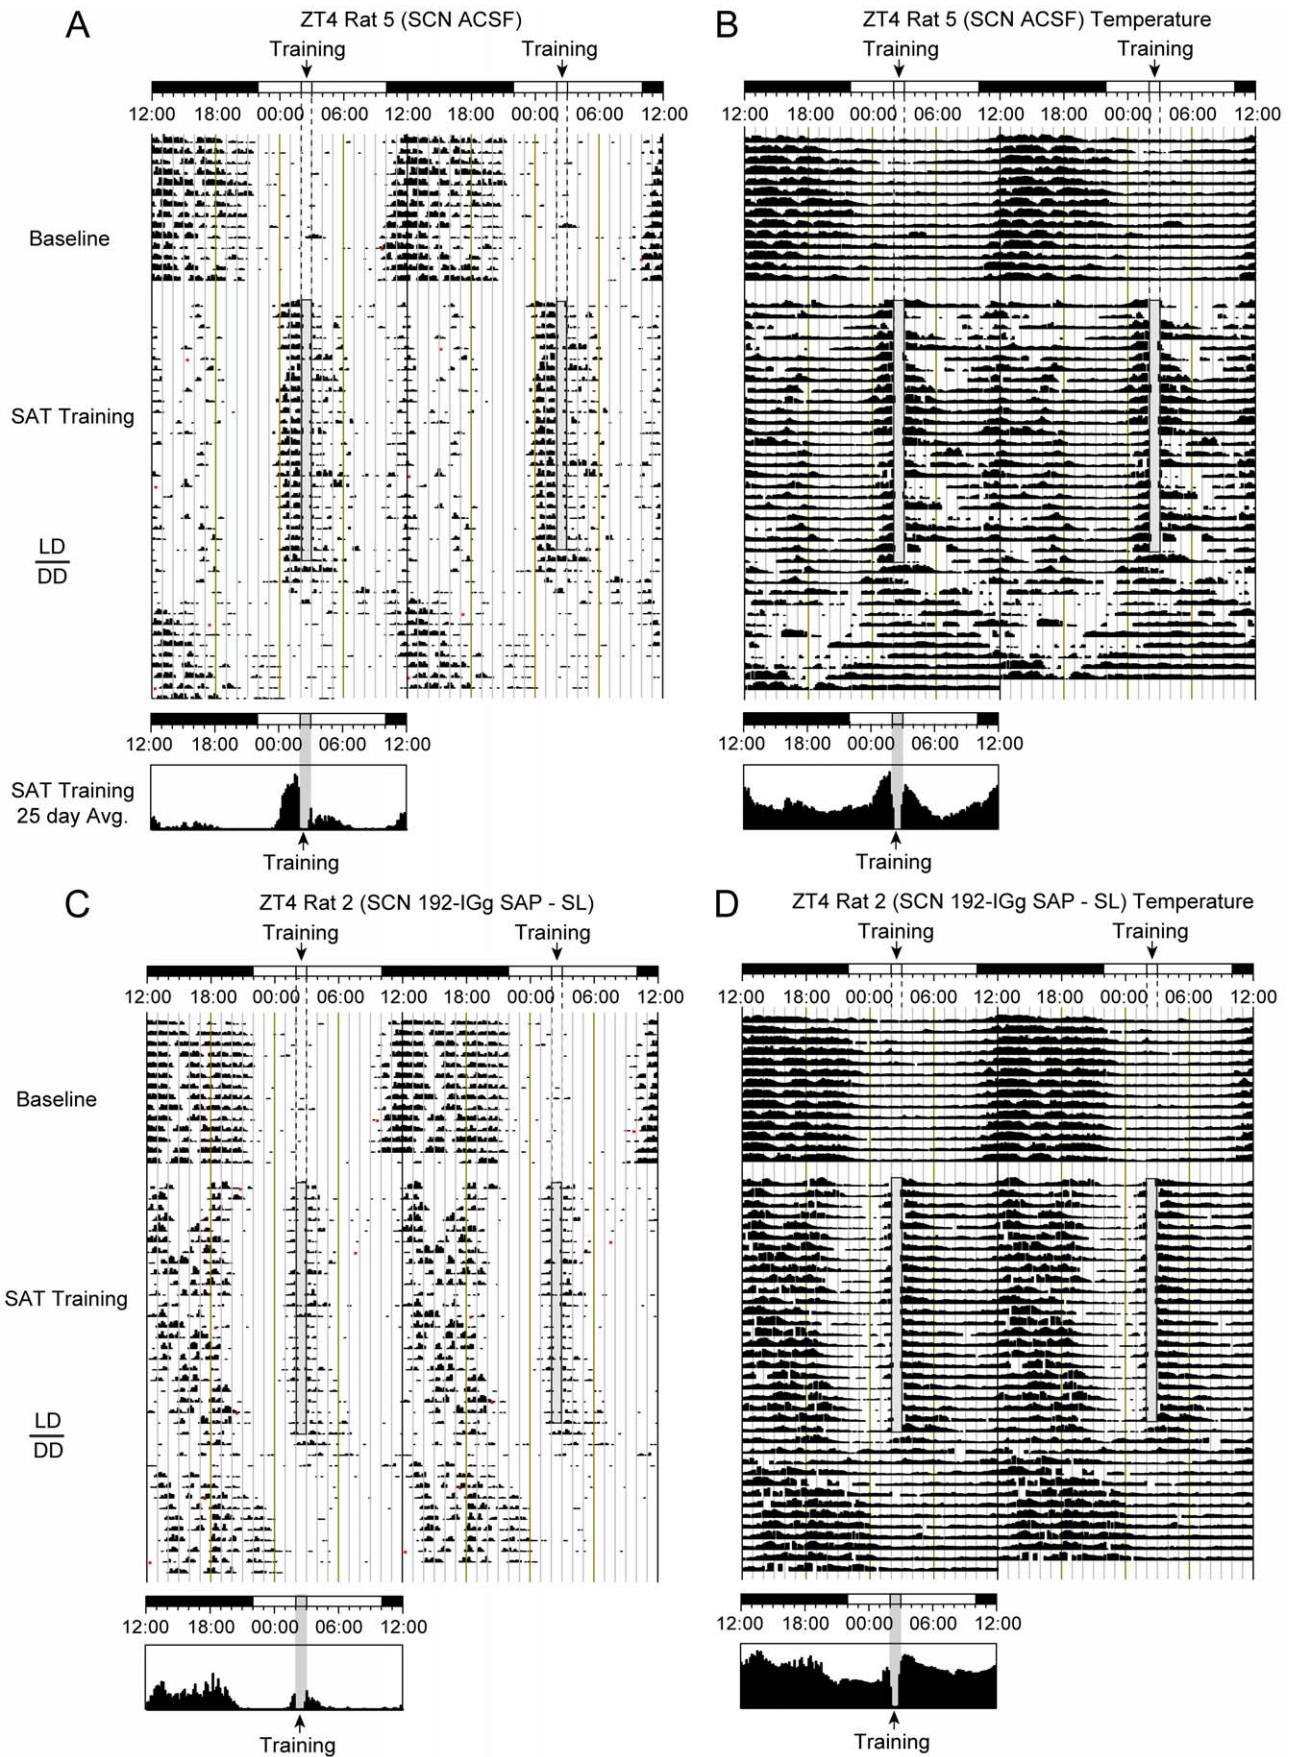 A
ZT4 Rat 5 (SCN ACSF)
Training Training
12:00 18:00 00:00 06:00 12:00 18:00 00:00 06:00 12:00
B
ZT4 Rat 5 (SCN ACSF) Temperature
Training Training
12:00 18:00 00:00 06:00 12:00 18:00 00:00 06:00 12:00
Baseline
SAT Training
LD
DD
12:00 18:00 00:00 06:00 12:00
12:00 18:00 00:00 06:00 12:00
SAT Training
25 day Avg.
Training
Training
C
ZT4 Rat 2 (SCN 192-IGg SAP - SL)
Training Training
12:00 18:00 00:00 06:00 12:00 18:00 00:00 06:00 12:00
D
ZT4 Rat 2 (SCN 192-IGg SAP - SL) Temperature
Training Training
12:00 18:00 00:00 06:00 12:00 18:00 00:00 06:00 12:00
Baseline
SAT Training
LD
DD
12:00 18:00 00:00 06:00 12:00
12:00 18:00 00:00 06:00 12:00
Training
Training